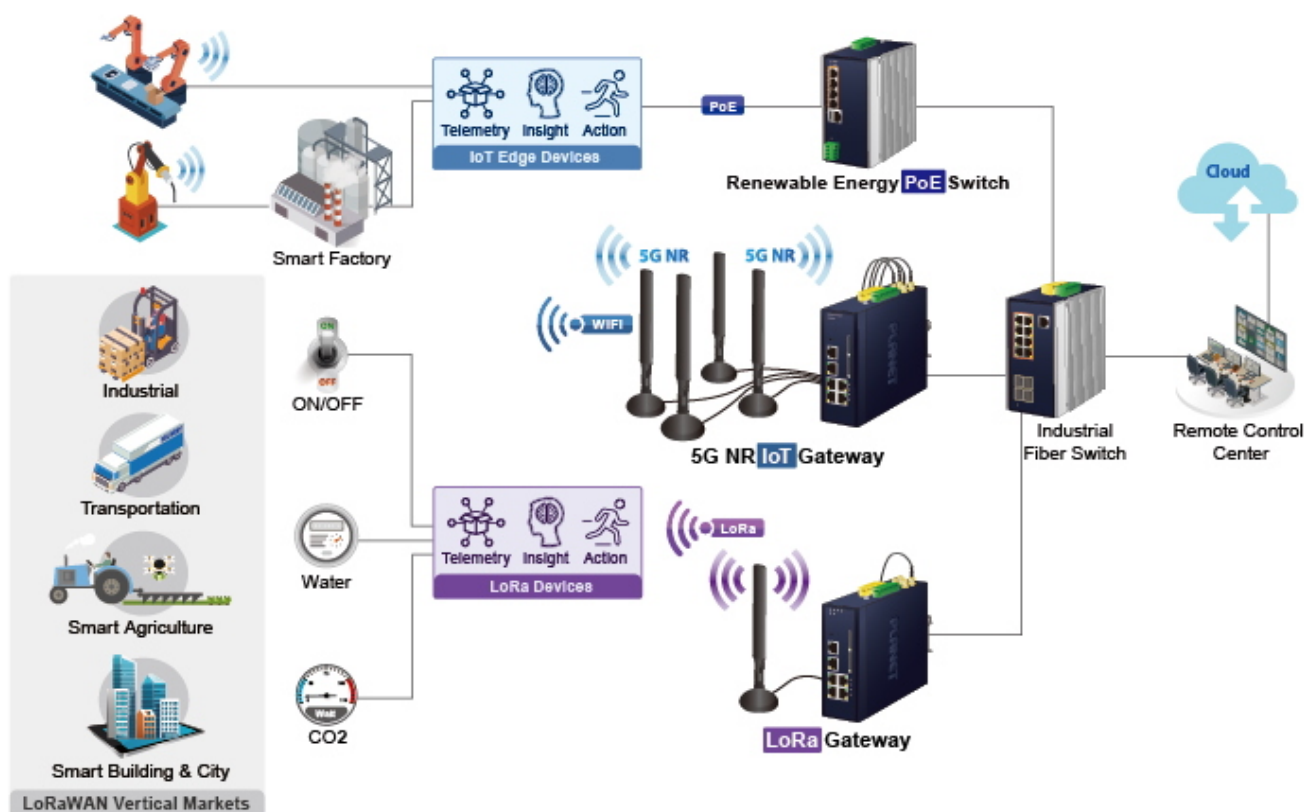 Telemetry Insight Action
IoT Edge Devices
PoE
Renewable Energy PoE Switch
Cloud
Smart Factory
5G NR 5G NR
WIFI
PLANET
5G NR IoT Gateway
Industrial
Fiber Switch
Remote Control
Center
Industrial
Transportation
Smart Agriculture
Smart Building & City
LoRaWAN Vertical Markets
ON
OFF
ON/OFF
Water
CO2
Telemetry Insight Action
LoRa Devices
LoRa
PLANET
LoRa Gateway